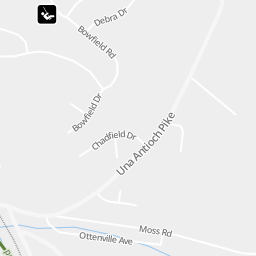 Debra Dr
Bowfield Rd
Bowfield Dr
Chadfield Dr
Una Antioch Pike
Moss Rd
Ottenville Ave